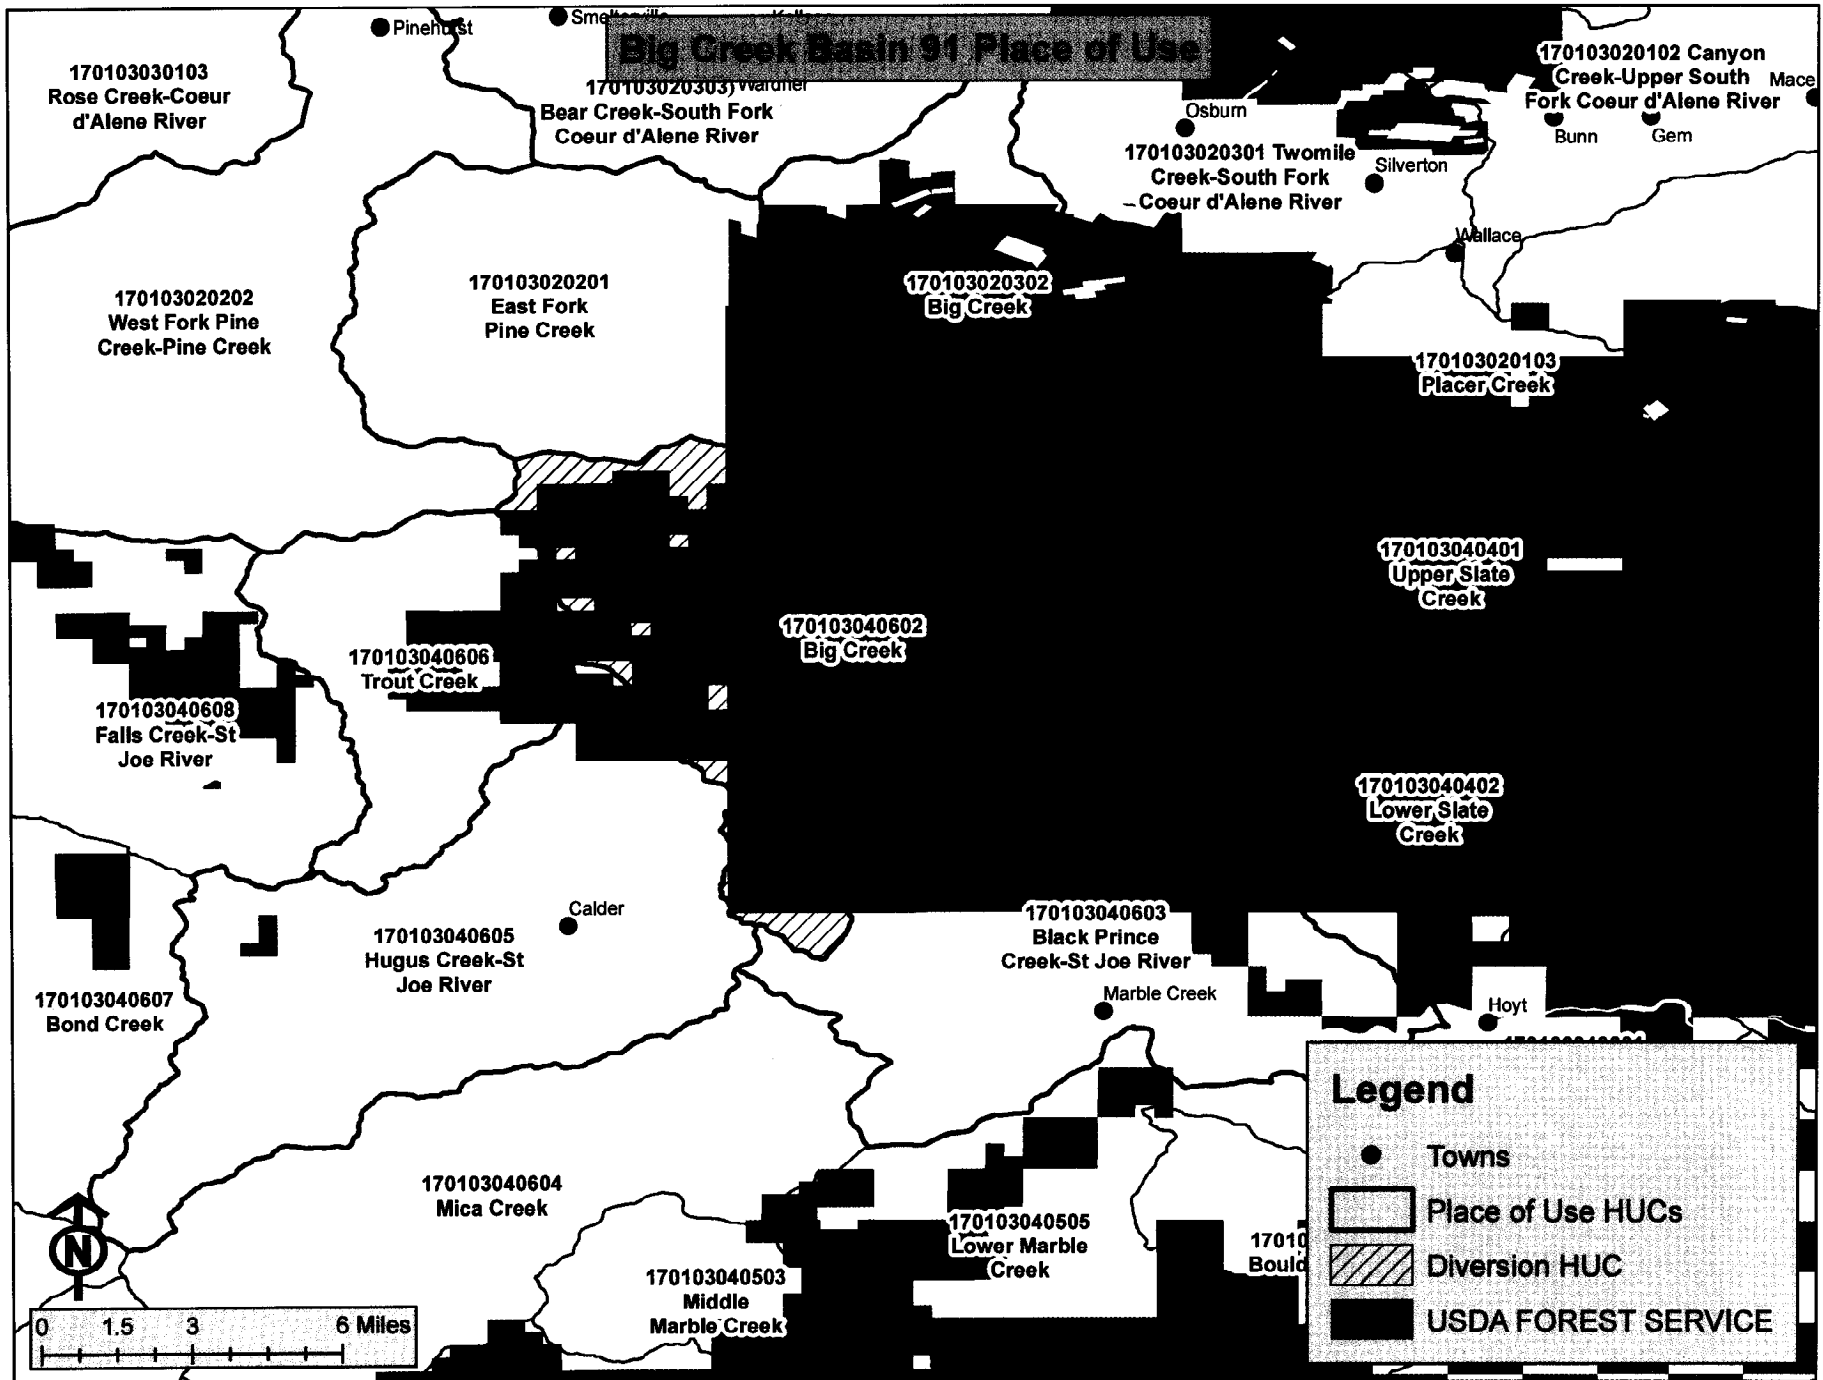 Big Creek Basin 91 Place of Use
Pinehurst
170103030103
Rose Creek-Coeur
d'Alene River
170103020303
Wardner
Bear Creek-South Fork
Coeur d'Alene River
Osburn
170103020301 Twomile
Creek-South Fork
Coeur d'Alene River
Silverton
170103020102 Canyon
Creek-Upper South
Fork Coeur d'Alene River
Mace
Bunn
Gem
Wallace
170103020202
West Fork Pine
Creek-Pine Creek
170103020201
East Fork
Pine Creek
170103020302
Big Creek
170103020103
Placer Creek
170103040401
Upper Slate
Creek
170103040602
Big Creek
170103040606
Trout Creek
170103040608
Falls Creek-St
Joe River
170103040402
Lower Slate
Creek
Calder
170103040605
Hugus Creek-St
Joe River
170103040603
Black Prince
Creek-St Joe River
Marble Creek
Hoyt
170103040607
Bond Creek
170103040604
Mica Creek
170103040505
Lower Marble
Creek
170103040503
Middle
Marble Creek
17010
Bould
N
0 1.5 3 6 Miles
Legend
Towns
Place of Use HUCs
Diversion HUC
USDA FOREST SERVICE